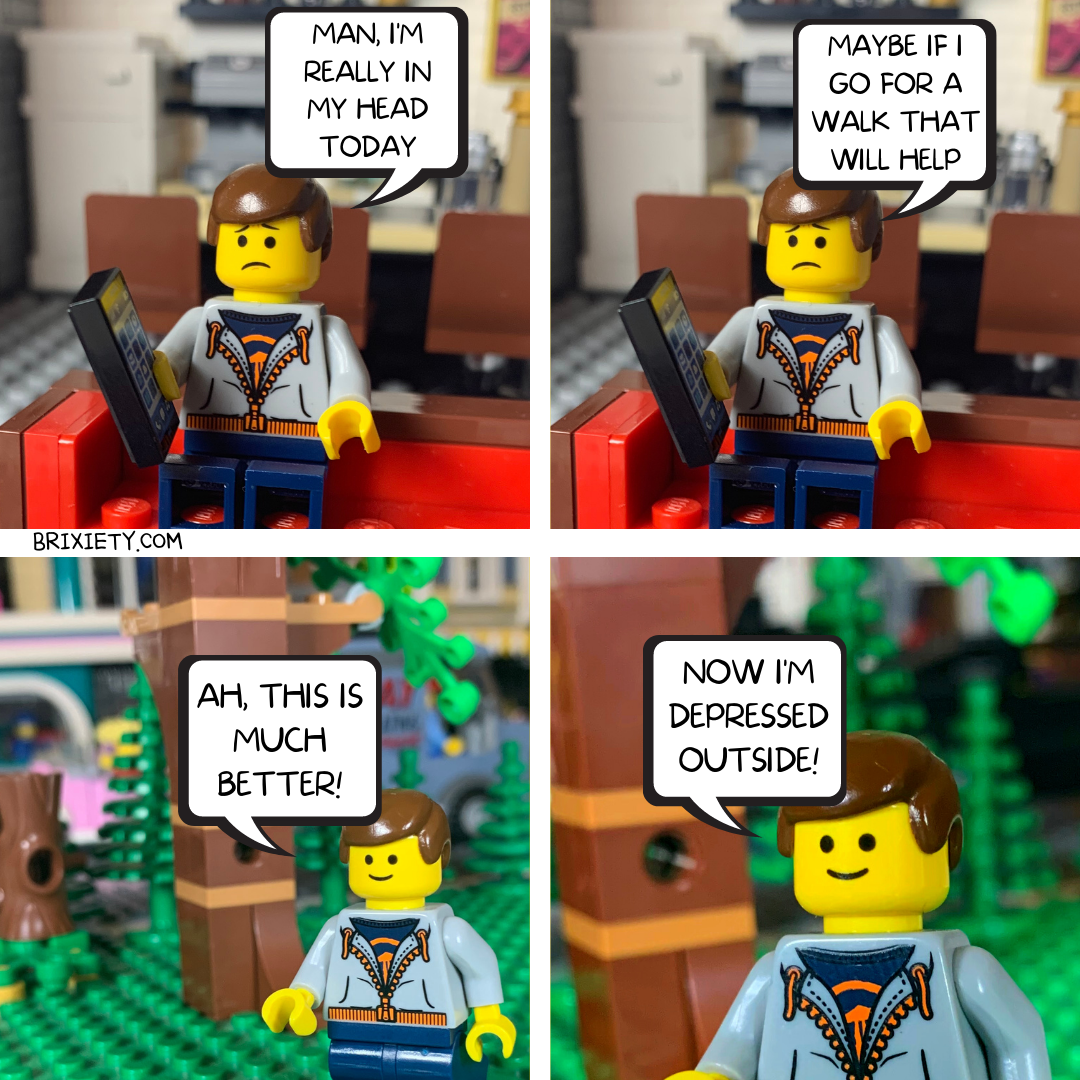 MAN, I'M
REALLY IN
MY HEAD
TODAY
MAYBE IF I
GO FOR A
WALK THAT
WILL HELP
BRIXIETY.COM
AH, THIS IS
MUCH
BETTER!
NOW I'M
DEPRESSED
OUTSIDE!